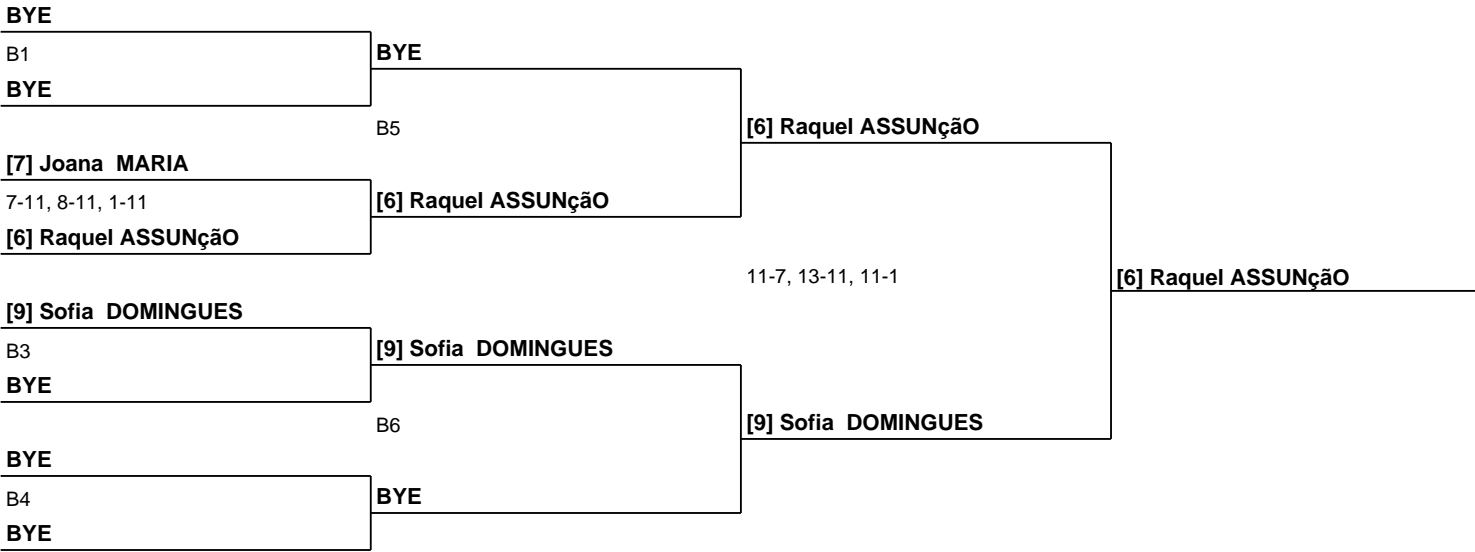 BYE
B1
BYE
BYE
B5
[6] Raquel ASSUNçãO
[7] Joana  MARIA
7-11, 8-11, 1-11
[6] Raquel ASSUNçãO
[6] Raquel ASSUNçãO
11-7, 13-11, 11-1
[6] Raquel ASSUNçãO
[9] Sofia  DOMINGUES
B3
[9] Sofia  DOMINGUES
BYE
B6
[9] Sofia  DOMINGUES
BYE
B4
BYE
BYE